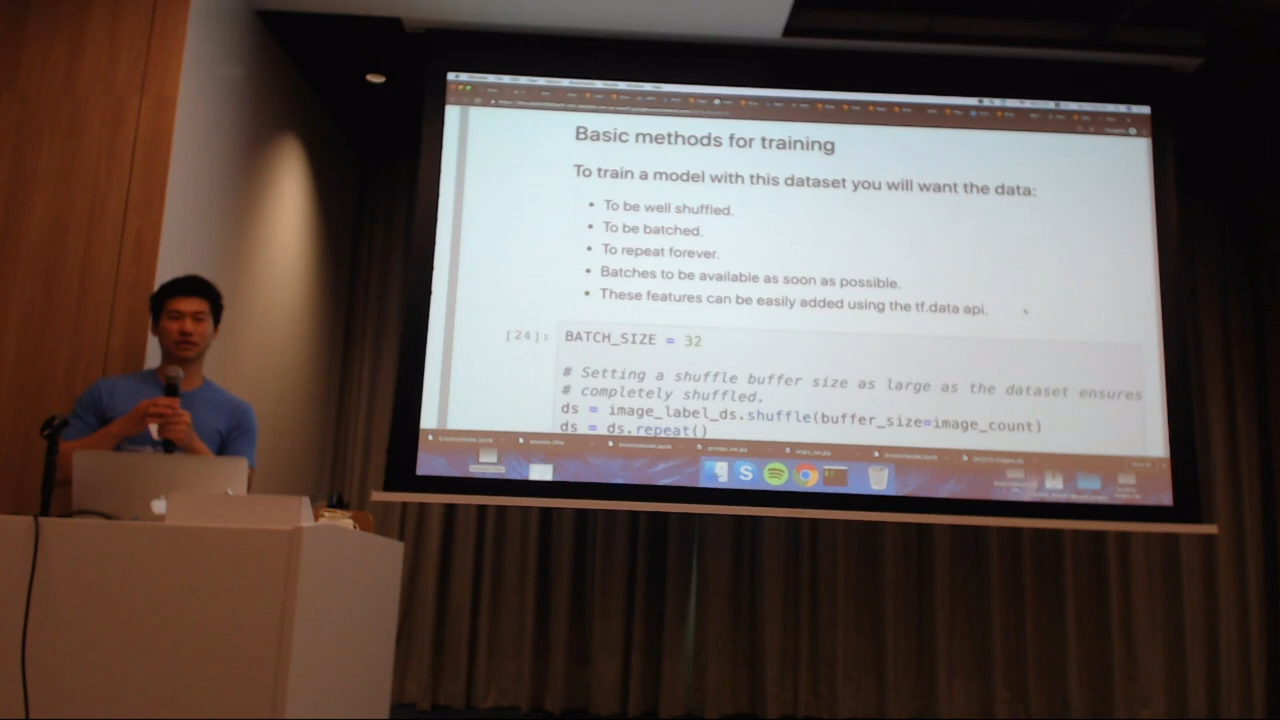 Basic methods for training
To train a model with this dataset you will want the data:
• To be well shuffled.
• To be batched.
• To repeat forever.
• Batches to be available as soon as possible.
• These features can be easily added using the tf.data api.
[24]: BATCH_SIZE = 32
# Setting a shuffle buffer size as large as the dataset ensures
# completely shuffled.
ds = image_label_ds.shuffle(buffer_size=image_count)
ds = ds.repeat()